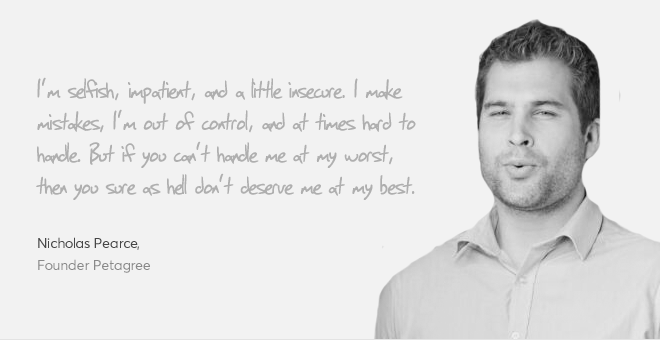 I'm selfish, impatient, and a little insecure. I make
mistakes, I'm out of control, and at times hard to
handle. But if you can't handle me at my worst,
then you sure as hell don't deserve me at my best.
Nicholas Pearce,
Founder Petagree